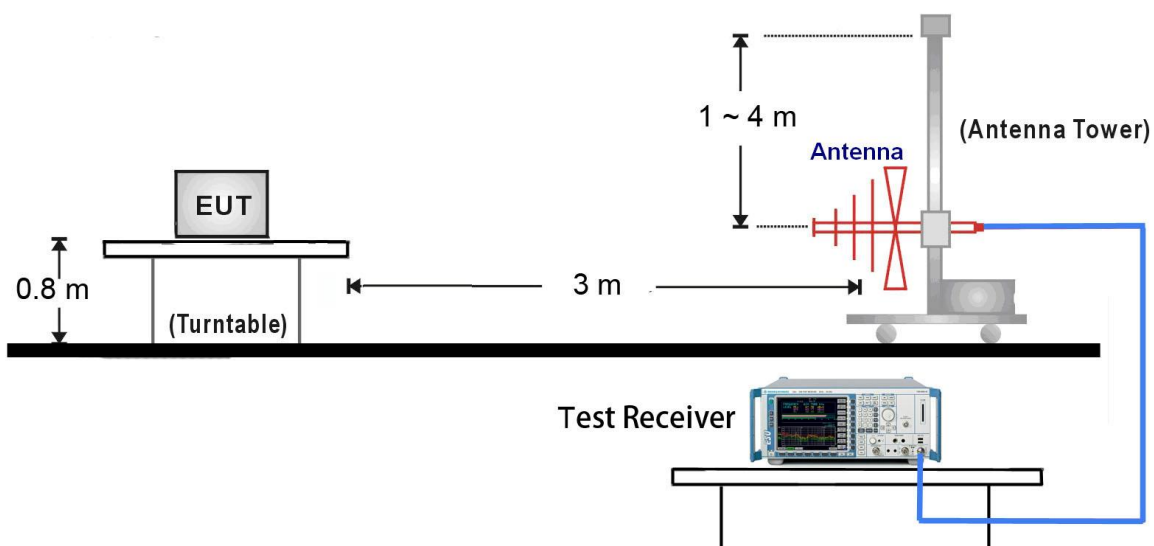 1 ~ 4 m
(Antenna Tower)
Antenna
EUT
0.8 m
3 m
(Turntable)
Test Receiver